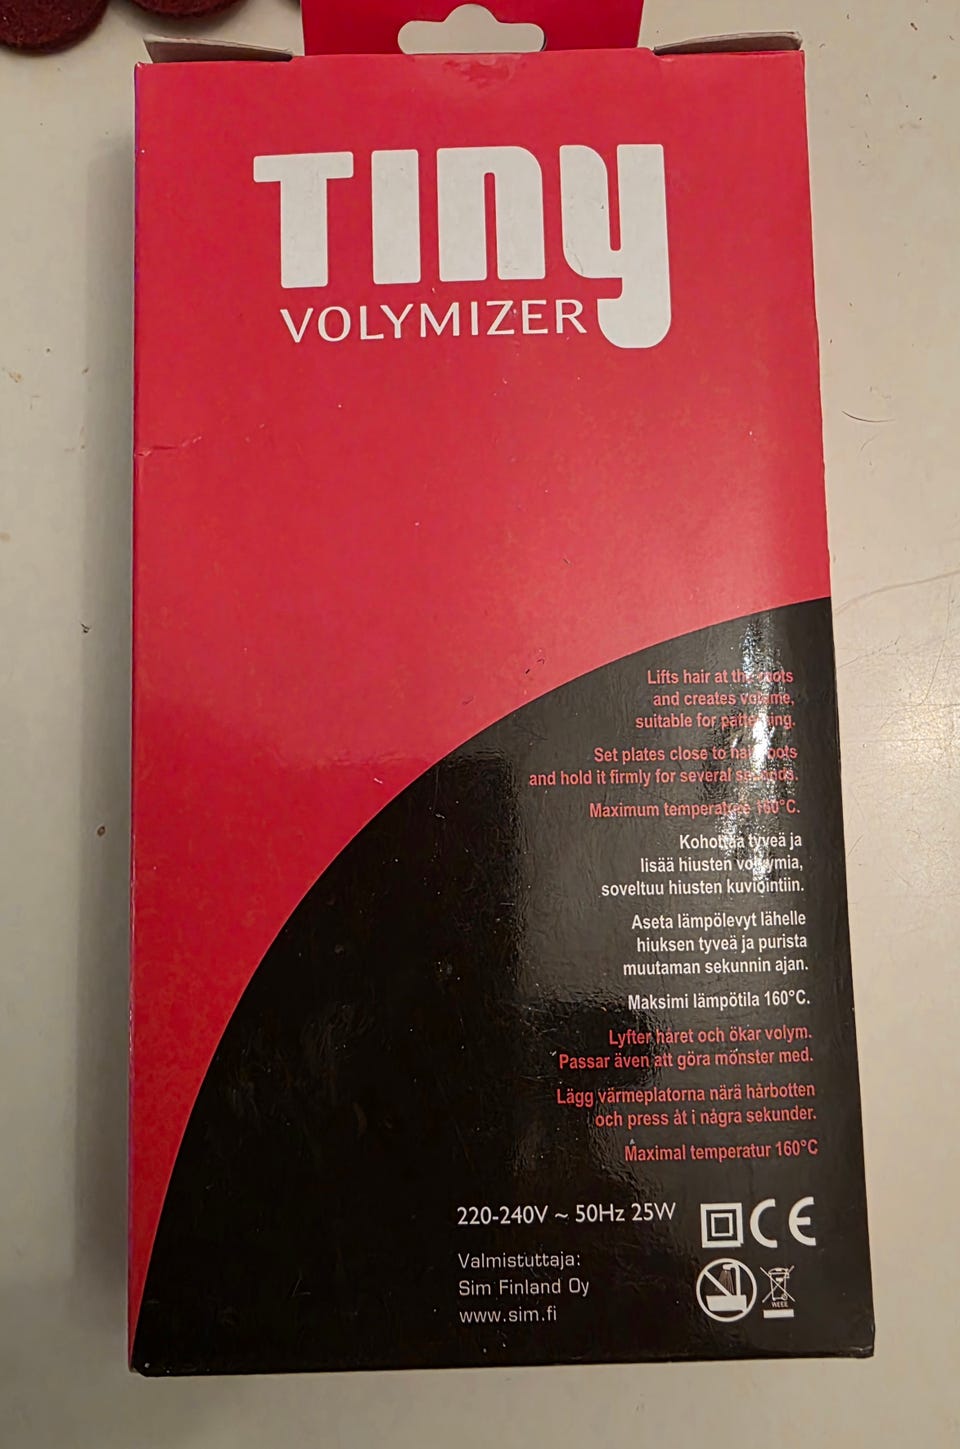 Tiny
VOLYMIZER
Lifts hair at the roots
and creates volume,
suitable for patterning.
Set plates close to hair roots
and hold it firmly for several seconds.
Maximum temperature 160°C.
Kohottaa tyveä ja
lisää hiusten volyymia,
soveltuu hiusten kuviointiin.
Aseta lämpölevyt lähelle
hiuksen tyveä ja purista
muutaman sekunnin ajan.
Maksimi lämpötila 160°C.
Lyfter håret och ökar volym.
Passar även att göra mönster med.
Lägg värmeplatorna närä hårbotten
och press åt i några sekunder.
Maximal temperatur 160°C
220-240V ~ 50Hz 25W
CE
Valmistuttaja:
Sim Finland Oy
www.sim.fi
WEEE